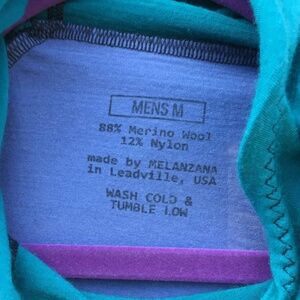 MENS M
88% Merino Wool
12% Nylon
made by MELANZANA
in Leadville, USA
WASH COLD &
TUMBLE LOW